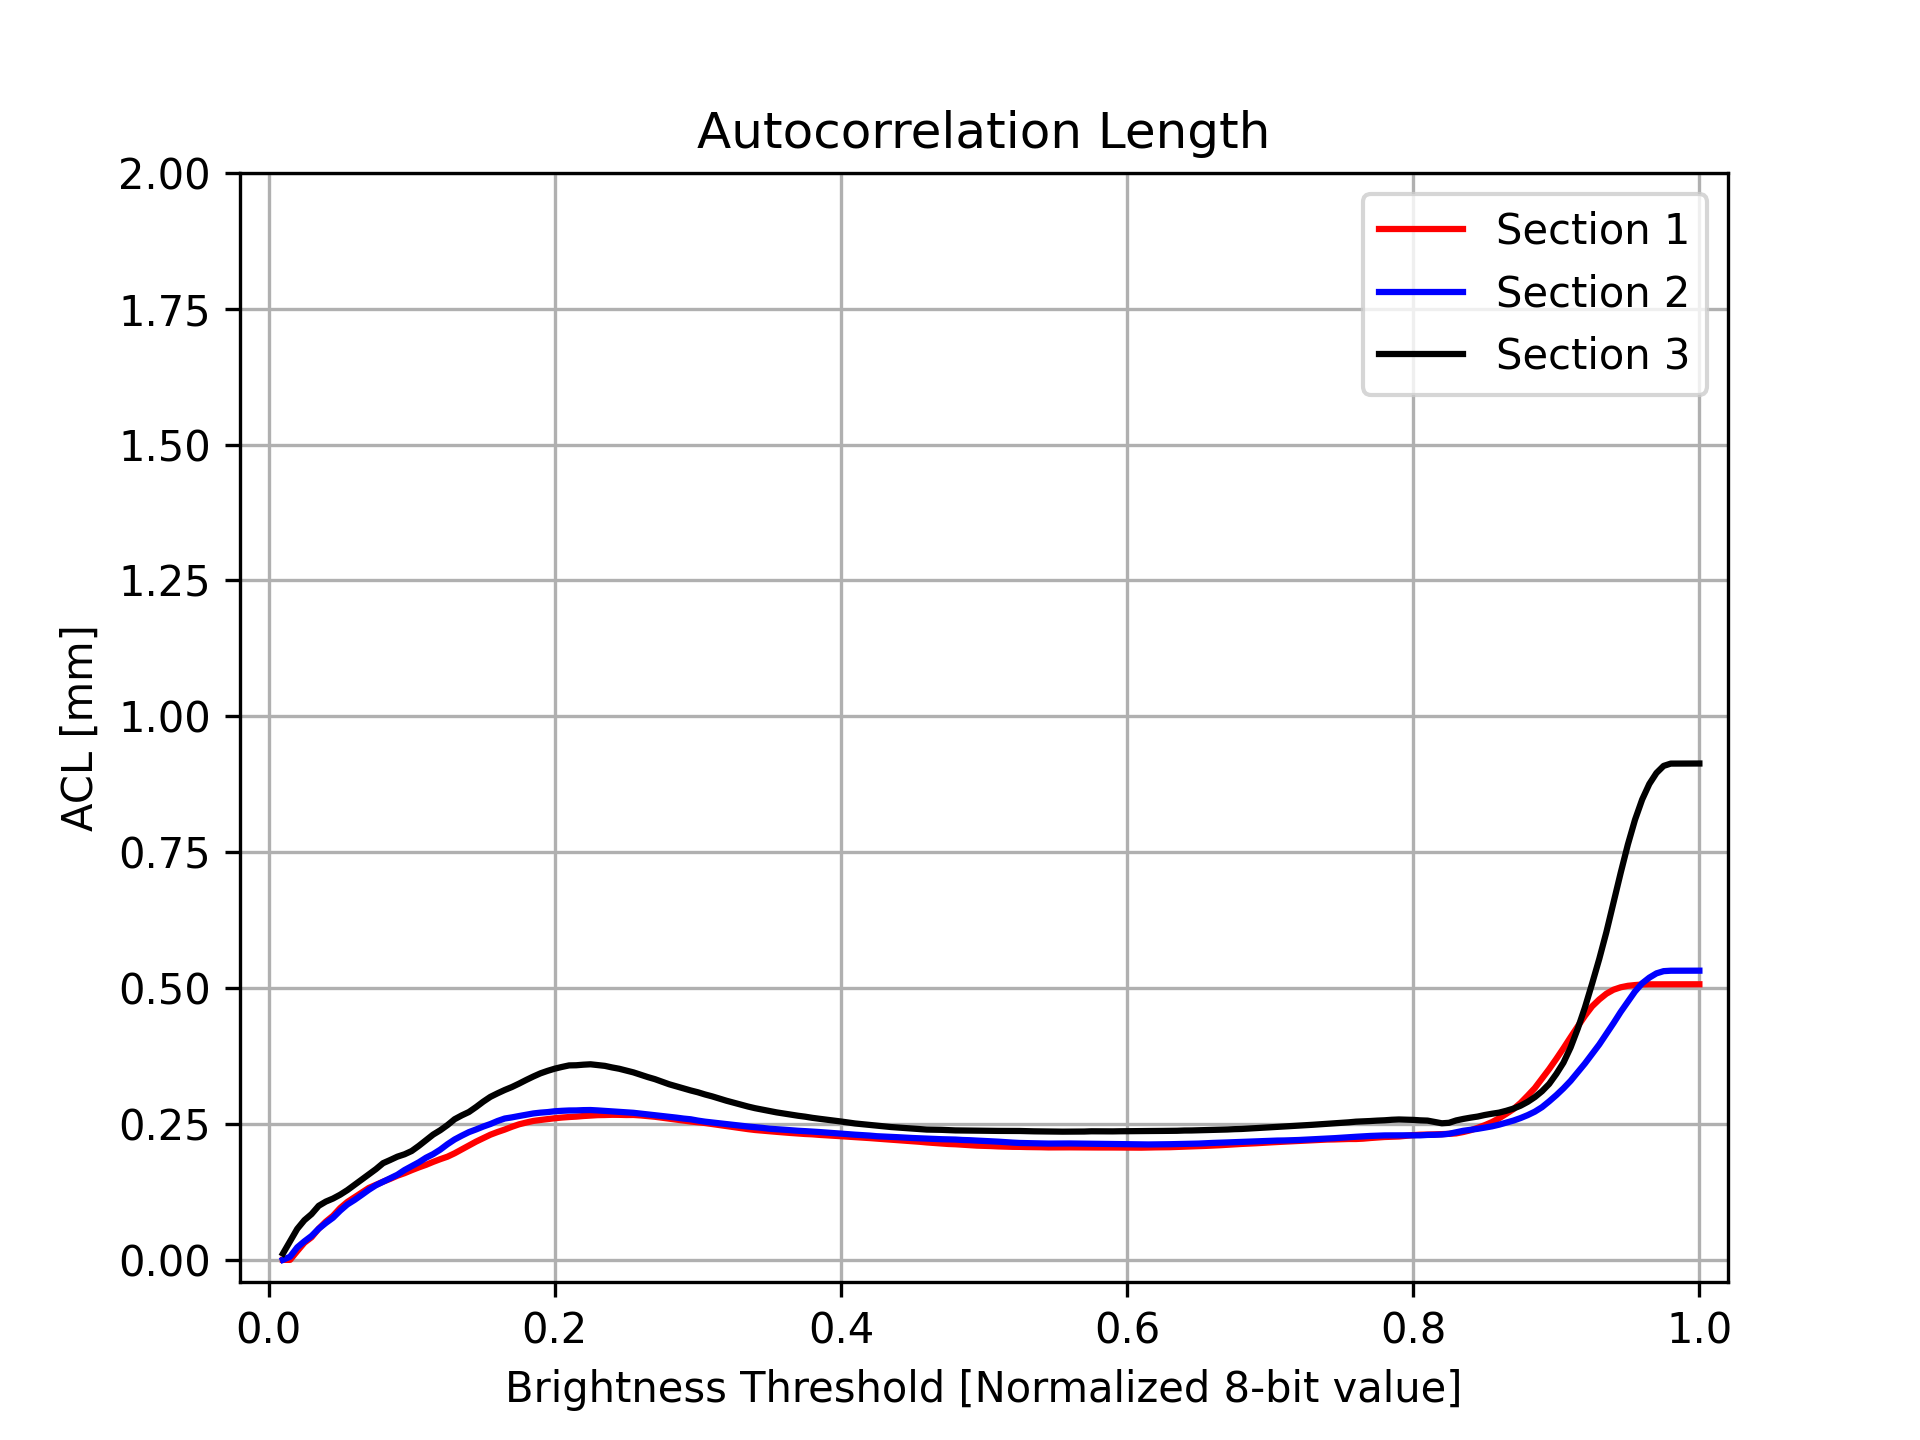 Autocorrelation Length
2.00
1.75
1.50
1.25
1.00
0.75
0.50
0.25
0.00
ACL [mm]
Section 1
Section 2
Section 3
0.0 0.2 0.4 0.6 0.8 1.0
Brightness Threshold [Normalized 8-bit value]